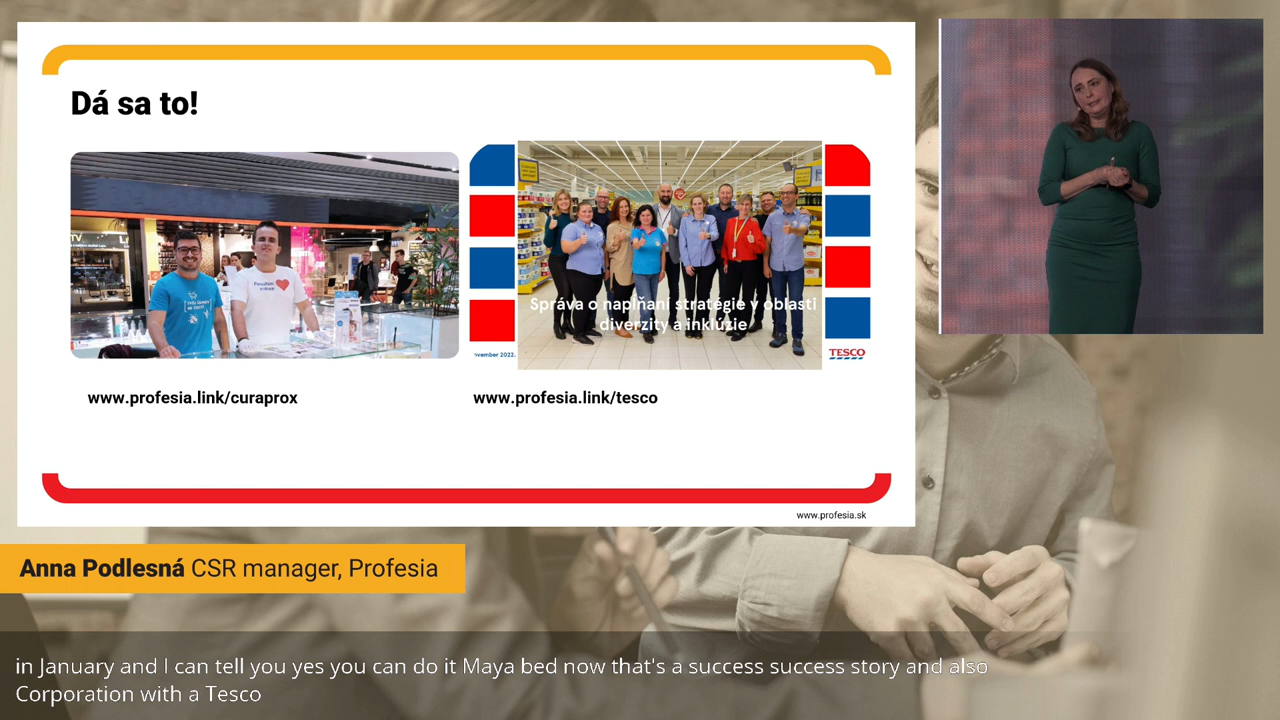 Dá sa to!
Správa o napĺňaní stratégie v oblasti
diverzity a inklúzie
vember 2022.
TESCO
www.profesia.link/curaprox
www.profesia.link/tesco
www.profesia.sk
Anna Podlesná CSR manager, Profesia
in January and I can tell you yes you can do it Maya bed now that's a success success story and also
Corporation with a Tesco